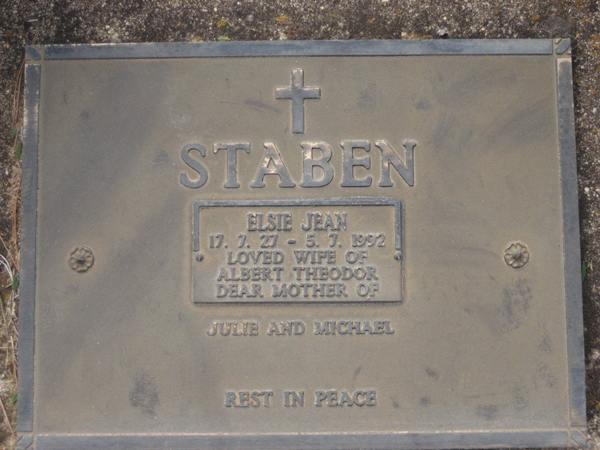 STABEN
ELSIE JEAN
17. 7. 27 - 5. 7. 1992
LOVED WIFE OF
ALBERT THEODOR
DEAR MOTHER OF
JULIE AND MICHAEL
REST IN PEACE